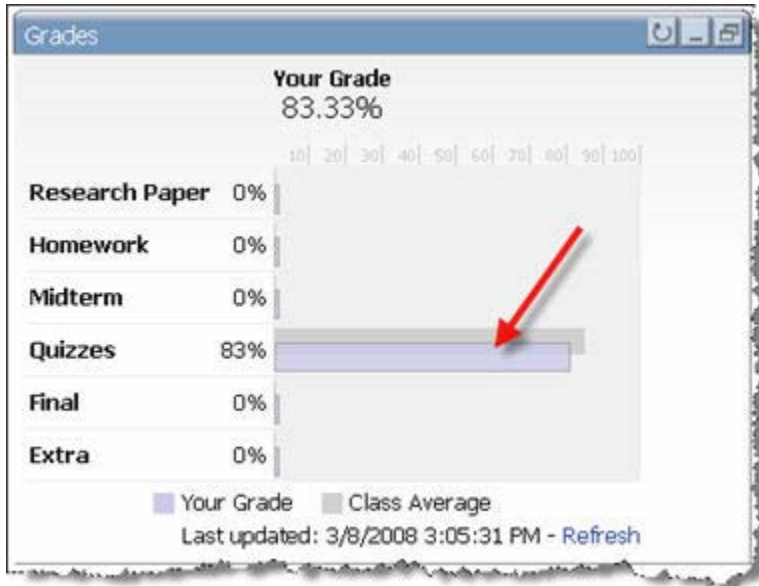 Grades
Your Grade
83.33%
10| 20| 30| 40| 50| 60| 70| 80| 90| 100|
Research Paper 0%
Homework 0%
Midterm 0%
Quizzes 83%
Final 0%
Extra 0%
Your Grade Class Average
Last updated: 3/8/2008 3:05:31 PM - Refresh